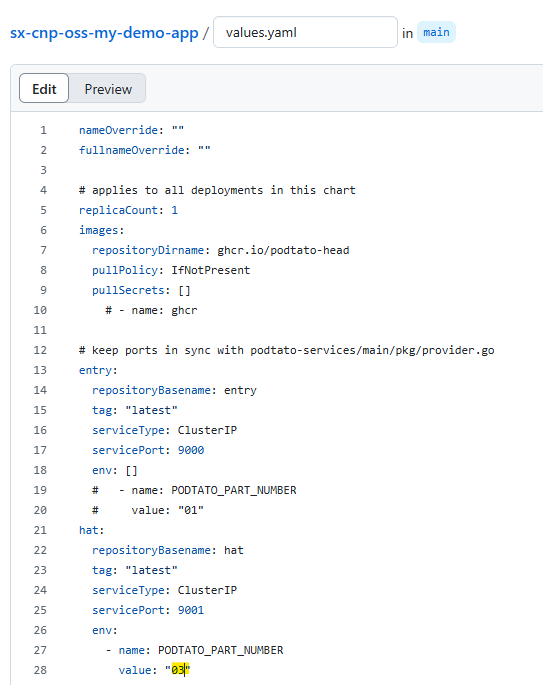 sx-cnp-oss-my-demo-app / values.yaml in main
Edit Preview
1 nameOverride: ""
2 fullnameOverride: ""
3
4 # applies to all deployments in this chart
5 replicaCount: 1
6 images:
7 repositoryDirname: ghcr.io/podtato-head
8 pullPolicy: IfNotPresent
9 pullSecrets: []
10 # - name: ghcr
11
12 # keep ports in sync with podtato-services/main/pkg/provider.go
13 entry:
14 repositoryBasename: entry
15 tag: "latest"
16 serviceType: ClusterIP
17 servicePort: 9000
18 env: []
19 # - name: PODTATO_PART_NUMBER
20 # value: "01"
21 hat:
22 repositoryBasename: hat
23 tag: "latest"
24 serviceType: ClusterIP
25 servicePort: 9001
26 env:
27 - name: PODTATO_PART_NUMBER
28 value: "03"